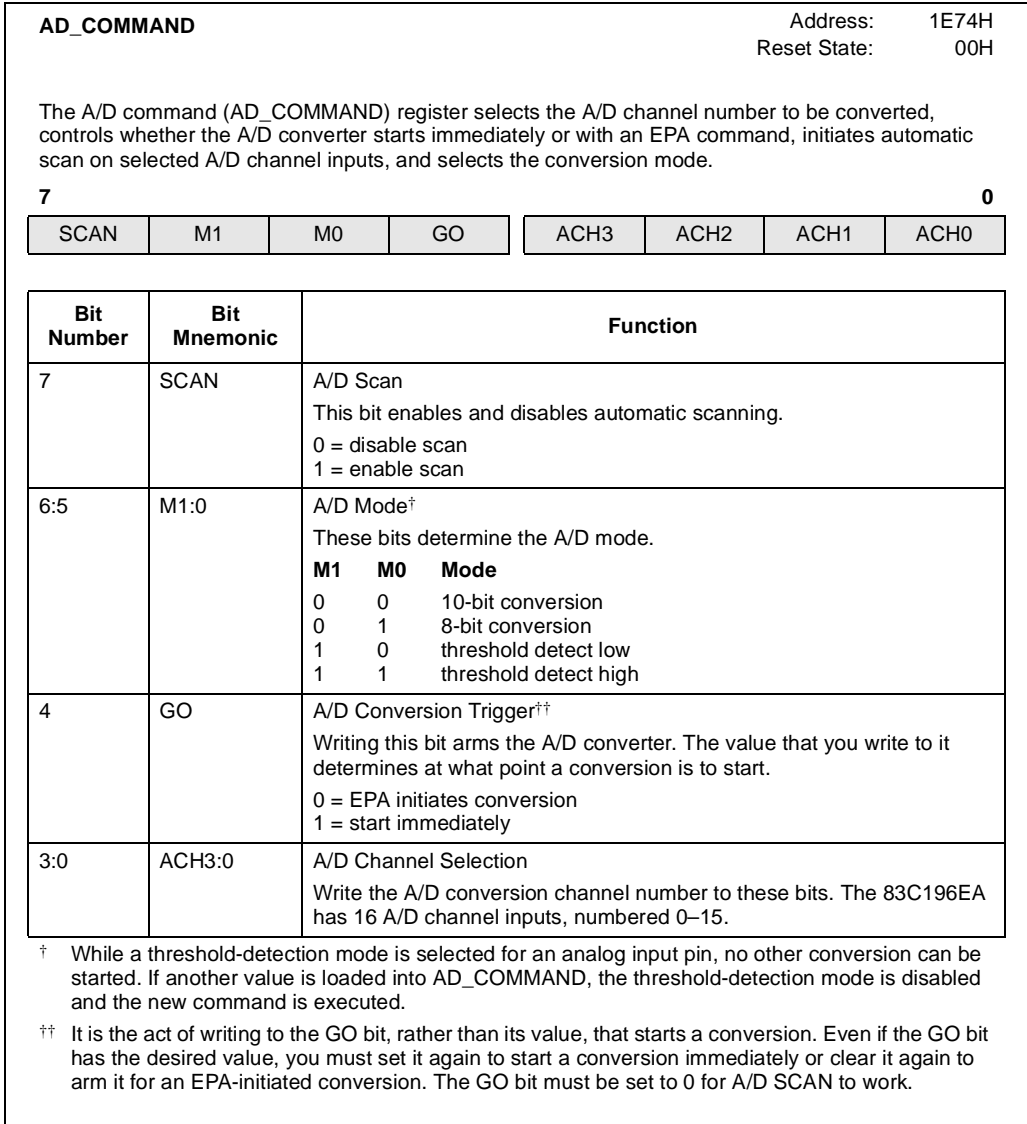 AD_COMMAND
Address: 1E74H
Reset State: 00H
The A/D command (AD_COMMAND) register selects the A/D channel number to be converted,
controls whether the A/D converter starts immediately or with an EPA command, initiates automatic
scan on selected A/D channel inputs, and selects the conversion mode.
7 0
SCAN M1 M0 GO ACH3 ACH2 ACH1 ACH0
Bit Number Bit Mnemonic Function
7 SCAN A/D Scan
This bit enables and disables automatic scanning.
0 = disable scan
1 = enable scan
6:5 M1:0 A/D Mode†
These bits determine the A/D mode.
M1 M0 Mode
0 0 10-bit conversion
0 1 8-bit conversion
1 0 threshold detect low
1 1 threshold detect high
4 GO A/D Conversion Trigger††
Writing this bit arms the A/D converter. The value that you write to it
determines at what point a conversion is to start.
0 = EPA initiates conversion
1 = start immediately
3:0 ACH3:0 A/D Channel Selection
Write the A/D conversion channel number to these bits. The 83C196EA
has 16 A/D channel inputs, numbered 0–15.
† While a threshold-detection mode is selected for an analog input pin, no other conversion can be
started. If another value is loaded into AD_COMMAND, the threshold-detection mode is disabled
and the new command is executed.
†† It is the act of writing to the GO bit, rather than its value, that starts a conversion. Even if the GO bit
has the desired value, you must set it again to start a conversion immediately or clear it again to
arm it for an EPA-initiated conversion. The GO bit must be set to 0 for A/D SCAN to work.